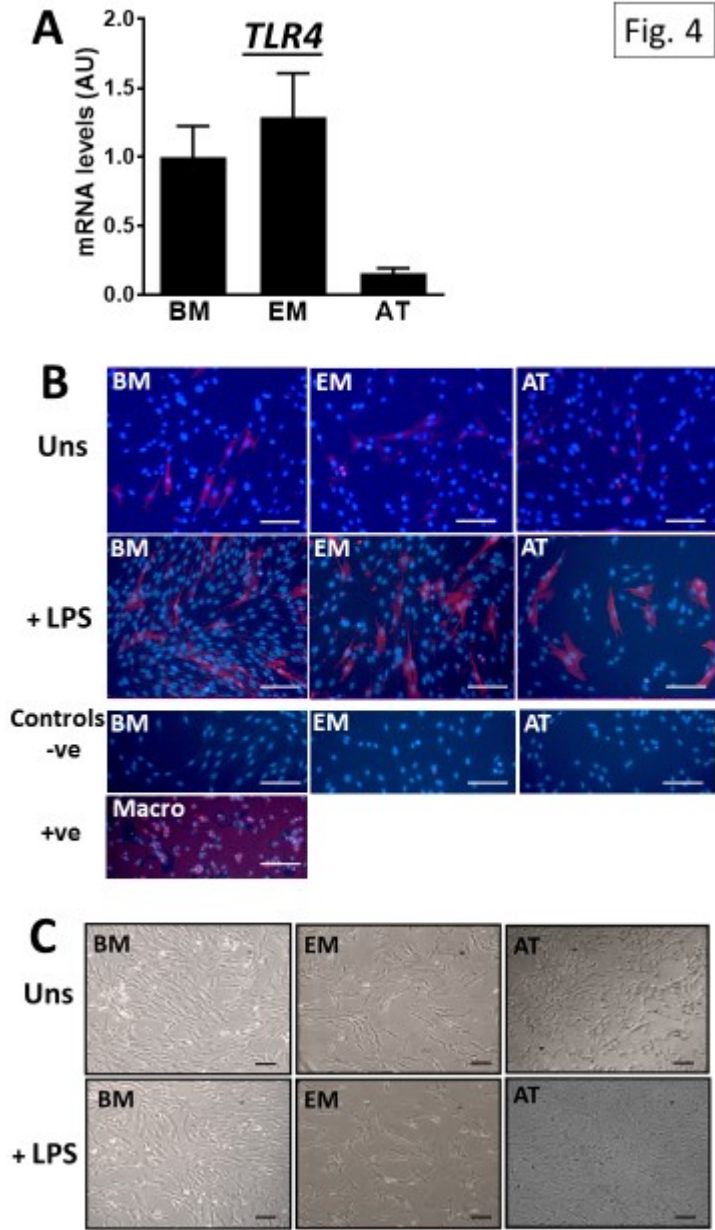 A
TLR4
Fig. 4
mRNA levels (AU)
2.0
1.5
1.0
0.5
0.0
BM EM AT
B
Uns
BM EM AT
+ LPS
BM EM AT
Controls
-ve
BM EM AT
+ve
Macro
C
Uns
BM EM AT
+ LPS
BM EM AT